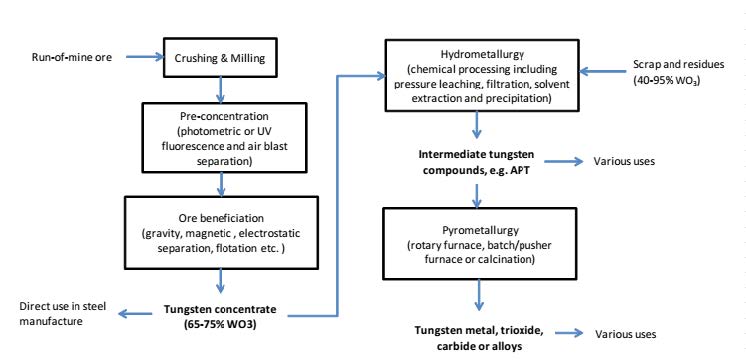 Run-of-mine ore
Crushing & Milling
Pre-concentration
(photometric or UV
fluorescence and air blast
separation)
Ore beneficiation
(gravity, magnetic , electrostatic
separation, flotation etc. )
Direct use in steel
manufacture
Tungsten concentrate
(65-75% WO3)
Hydrometallurgy
(chemical processing including
pressure leaching, filtration, solvent
extraction and precipitation)
Scrap and residues
(40-95% WO₃)
Intermediate tungsten
compounds, e.g. APT
Various uses
Pyrometallurgy
(rotary furnace, batch/pusher
furnace or calcination)
Tungsten metal, trioxide,
carbide or alloys
Various uses